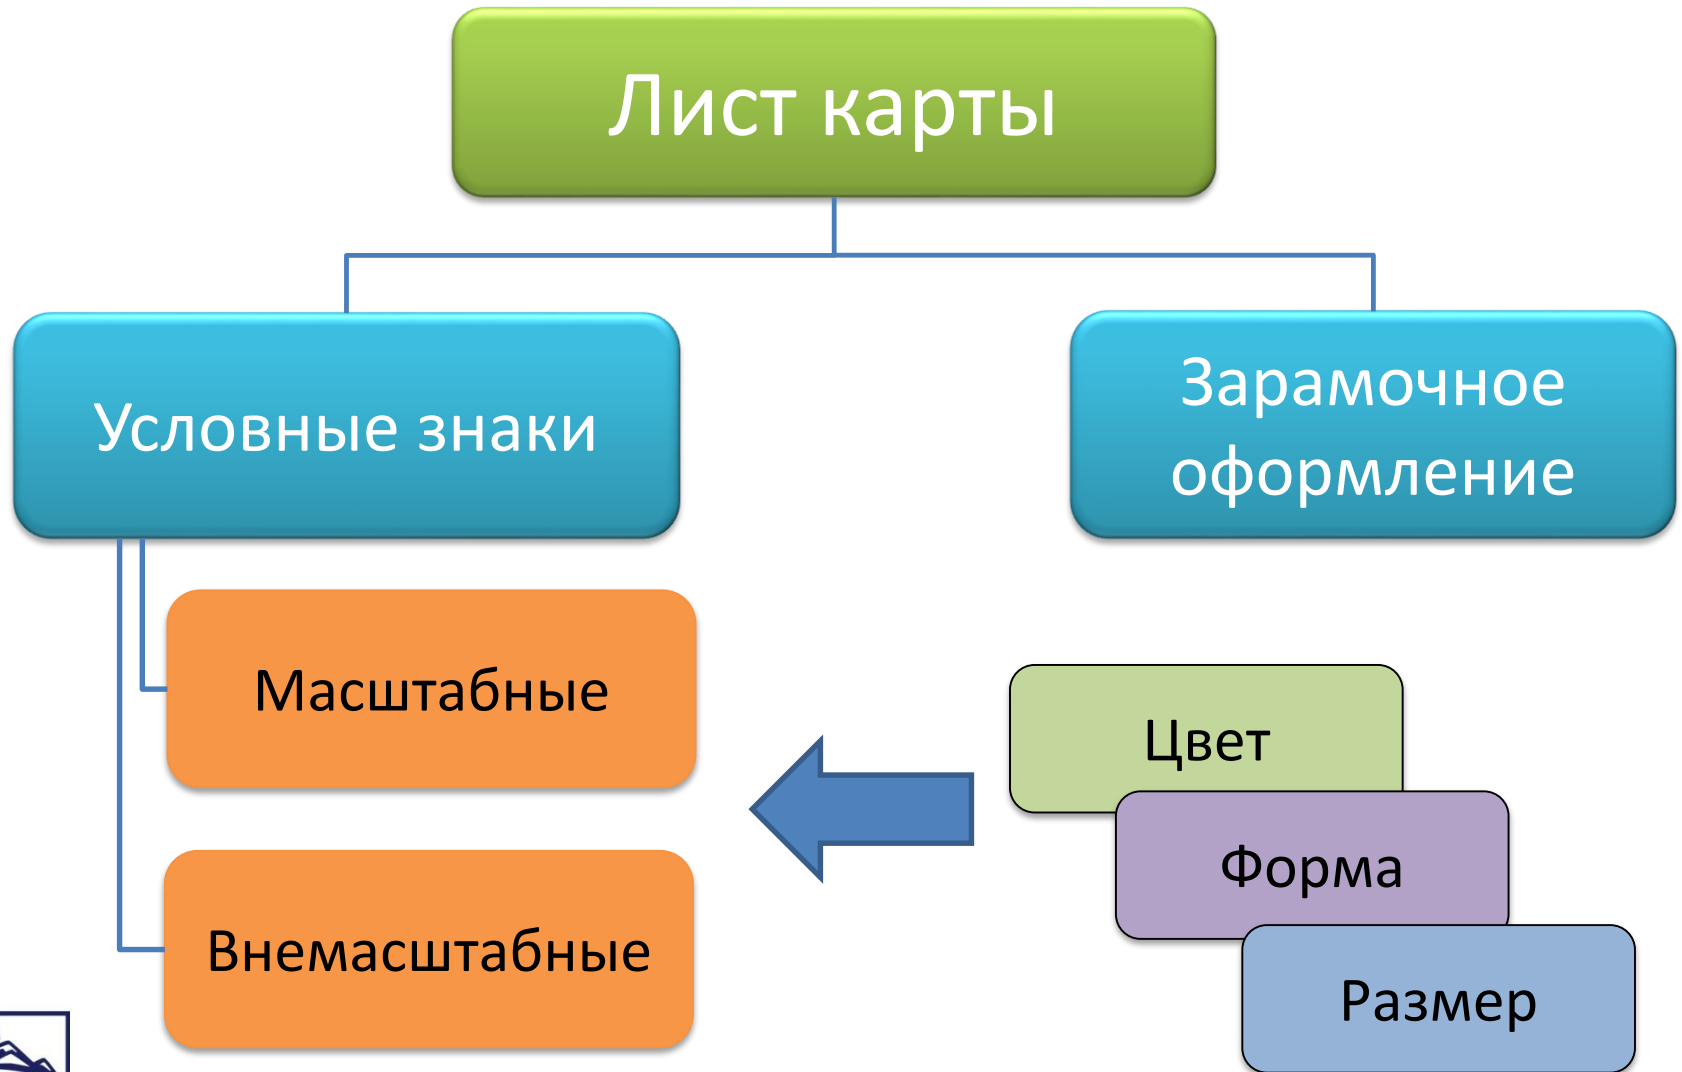 Лист карты
Условные знаки
Зарамочное
оформление
Масштабные
Внемасштабные
Цвет
Форма
Размер